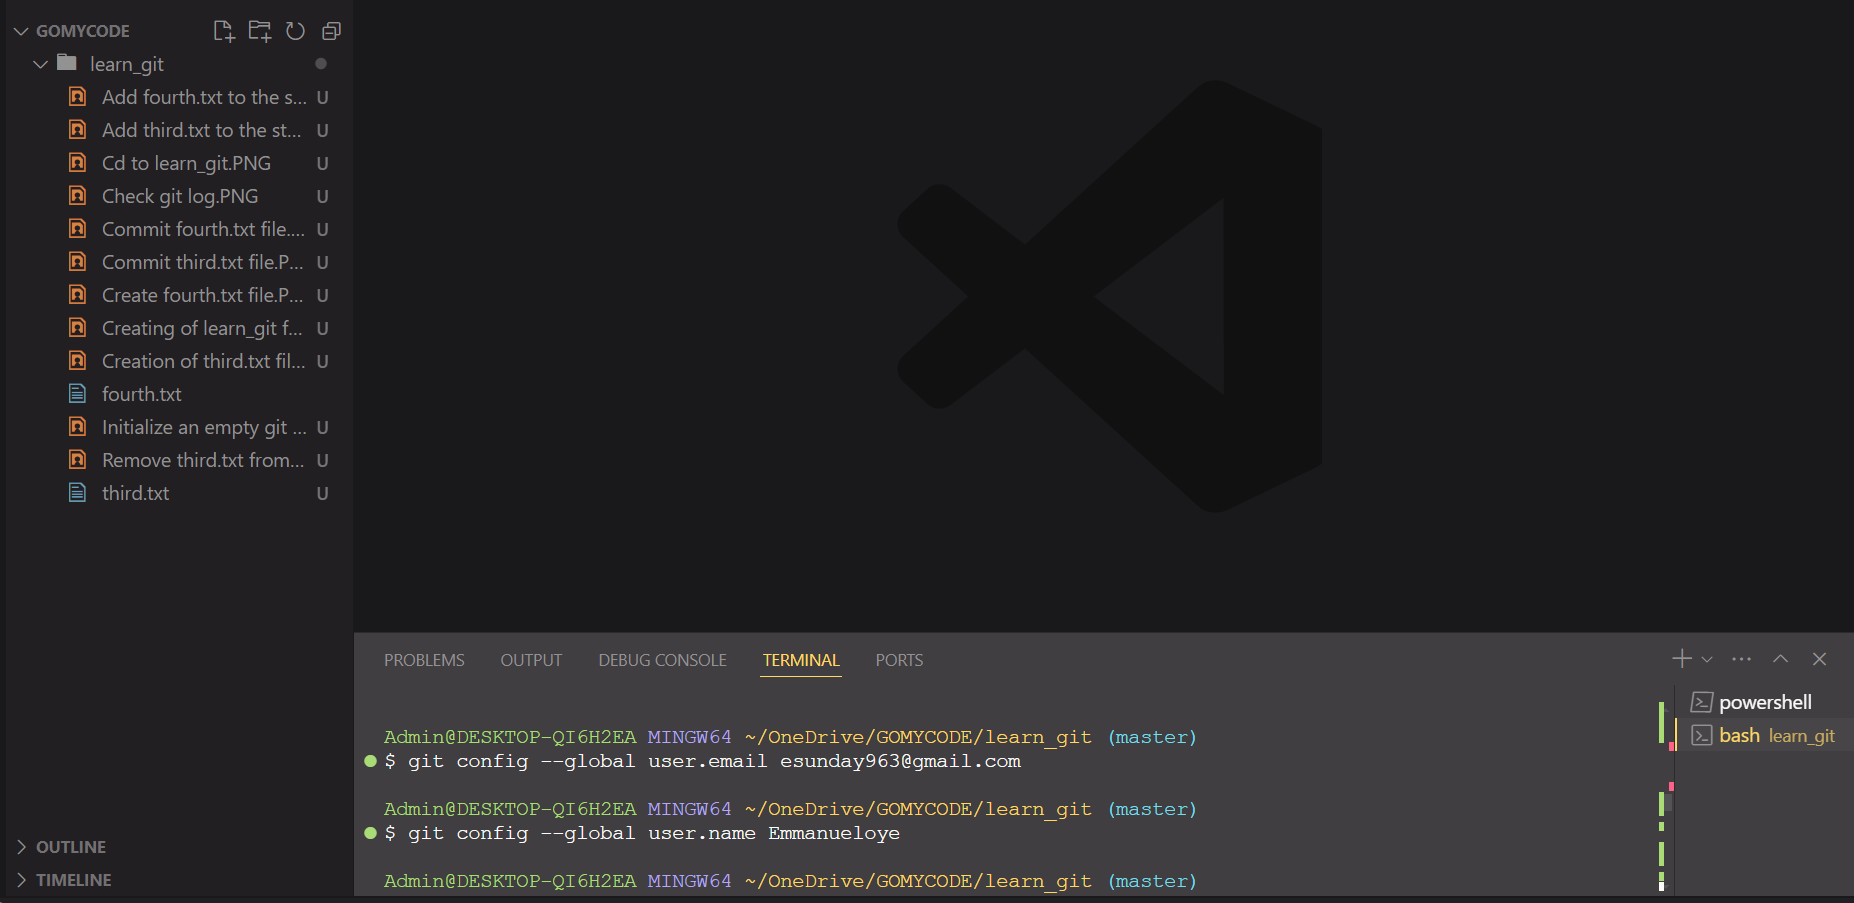 GOMYCODE
learn_git
Add fourth.txt to the s... U
Add third.txt to the st... U
Cd to learn_git.PNG U
Check git log.PNG U
Commit fourth.txt file.... U
Commit third.txt file.P... U
Create fourth.txt file.P... U
Creating of learn_git f... U
Creation of third.txt fil... U
fourth.txt
Initialize an empty git ... U
Remove third.txt from... U
third.txt U
OUTLINE
TIMELINE
PROBLEMS OUTPUT DEBUG CONSOLE TERMINAL PORTS
Admin@DESKTOP-QI6H2EA MINGW64 ~/OneDrive/GOMYCODE/learn_git (master)
$ git config --global user.email esunday963@gmail.com
Admin@DESKTOP-QI6H2EA MINGW64 ~/OneDrive/GOMYCODE/learn_git (master)
$ git config --global user.name Emmanueloye
Admin@DESKTOP-QI6H2EA MINGW64 ~/OneDrive/GOMYCODE/learn_git (master)
powershell
bash learn_git